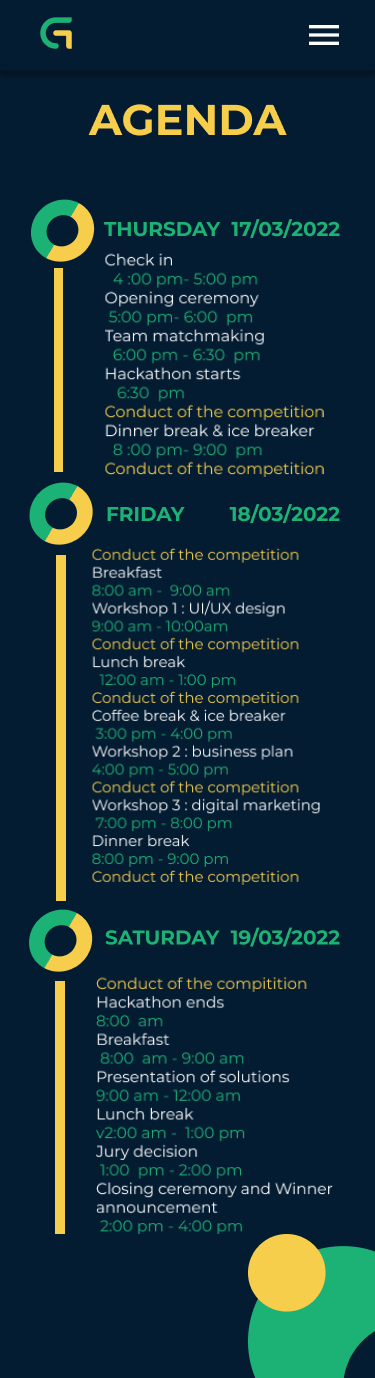 AGENDA
THURSDAY 17/03/2022
Check in
4 :00 pm- 5:00 pm
Opening ceremony
5:00 pm- 6:00 pm
Team matchmaking
6:00 pm - 6:30 pm
Hackathon starts
6:30 pm
Conduct of the competition
Dinner break & ice breaker
8 :00 pm- 9:00 pm
Conduct of the competition
FRIDAY 18/03/2022
Conduct of the competition
Breakfast
8:00 am - 9:00 am
Workshop 1 : UI/UX design
9:00 am - 10:00am
Conduct of the competition
Lunch break
12:00 am - 1:00 pm
Conduct of the competition
Coffee break & ice breaker
3:00 pm - 4:00 pm
Workshop 2 : business plan
4:00 pm - 5:00 pm
Conduct of the competition
Workshop 3 : digital marketing
7:00 pm - 8:00 pm
Dinner break
8:00 pm - 9:00 pm
Conduct of the competition
SATURDAY 19/03/2022
Conduct of the compitition
Hackathon ends
8:00 am
Breakfast
8:00 am - 9:00 am
Presentation of solutions
9:00 am - 12:00 am
Lunch break
v2:00 am - 1:00 pm
Jury decision
1:00 pm - 2:00 pm
Closing ceremony and Winner
announcement
2:00 pm - 4:00 pm